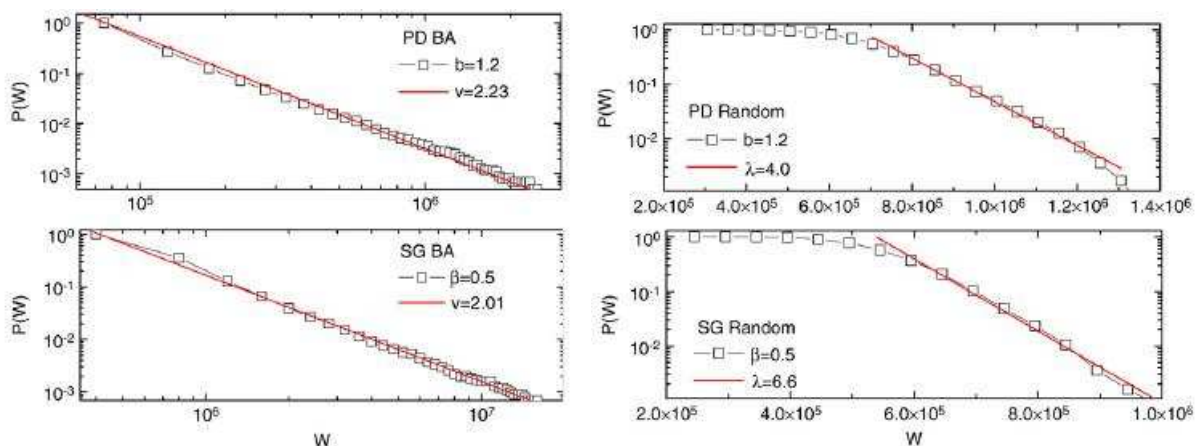 10⁰
10⁻¹
10⁻²
10⁻³
P(W)
PD BA
b=1.2
v=2.23
10⁵
10⁶
10⁰
10⁻¹
10⁻²
P(W)
PD Random
b=1.2
λ=4.0
2.0×10⁵ 4.0×10⁵ 6.0×10⁵ 8.0×10⁵ 1.0×10⁶ 1.2×10⁶ 1.4×10⁶
10⁰
10⁻¹
10⁻²
10⁻³
P(W)
SG BA
β=0.5
v=2.01
10⁶
10⁷
W
10⁰
10⁻¹
10⁻²
P(W)
SG Random
β=0.5
λ=6.6
2.0×10⁵ 4.0×10⁵ 6.0×10⁵ 8.0×10⁵ 1.0×10⁶
W